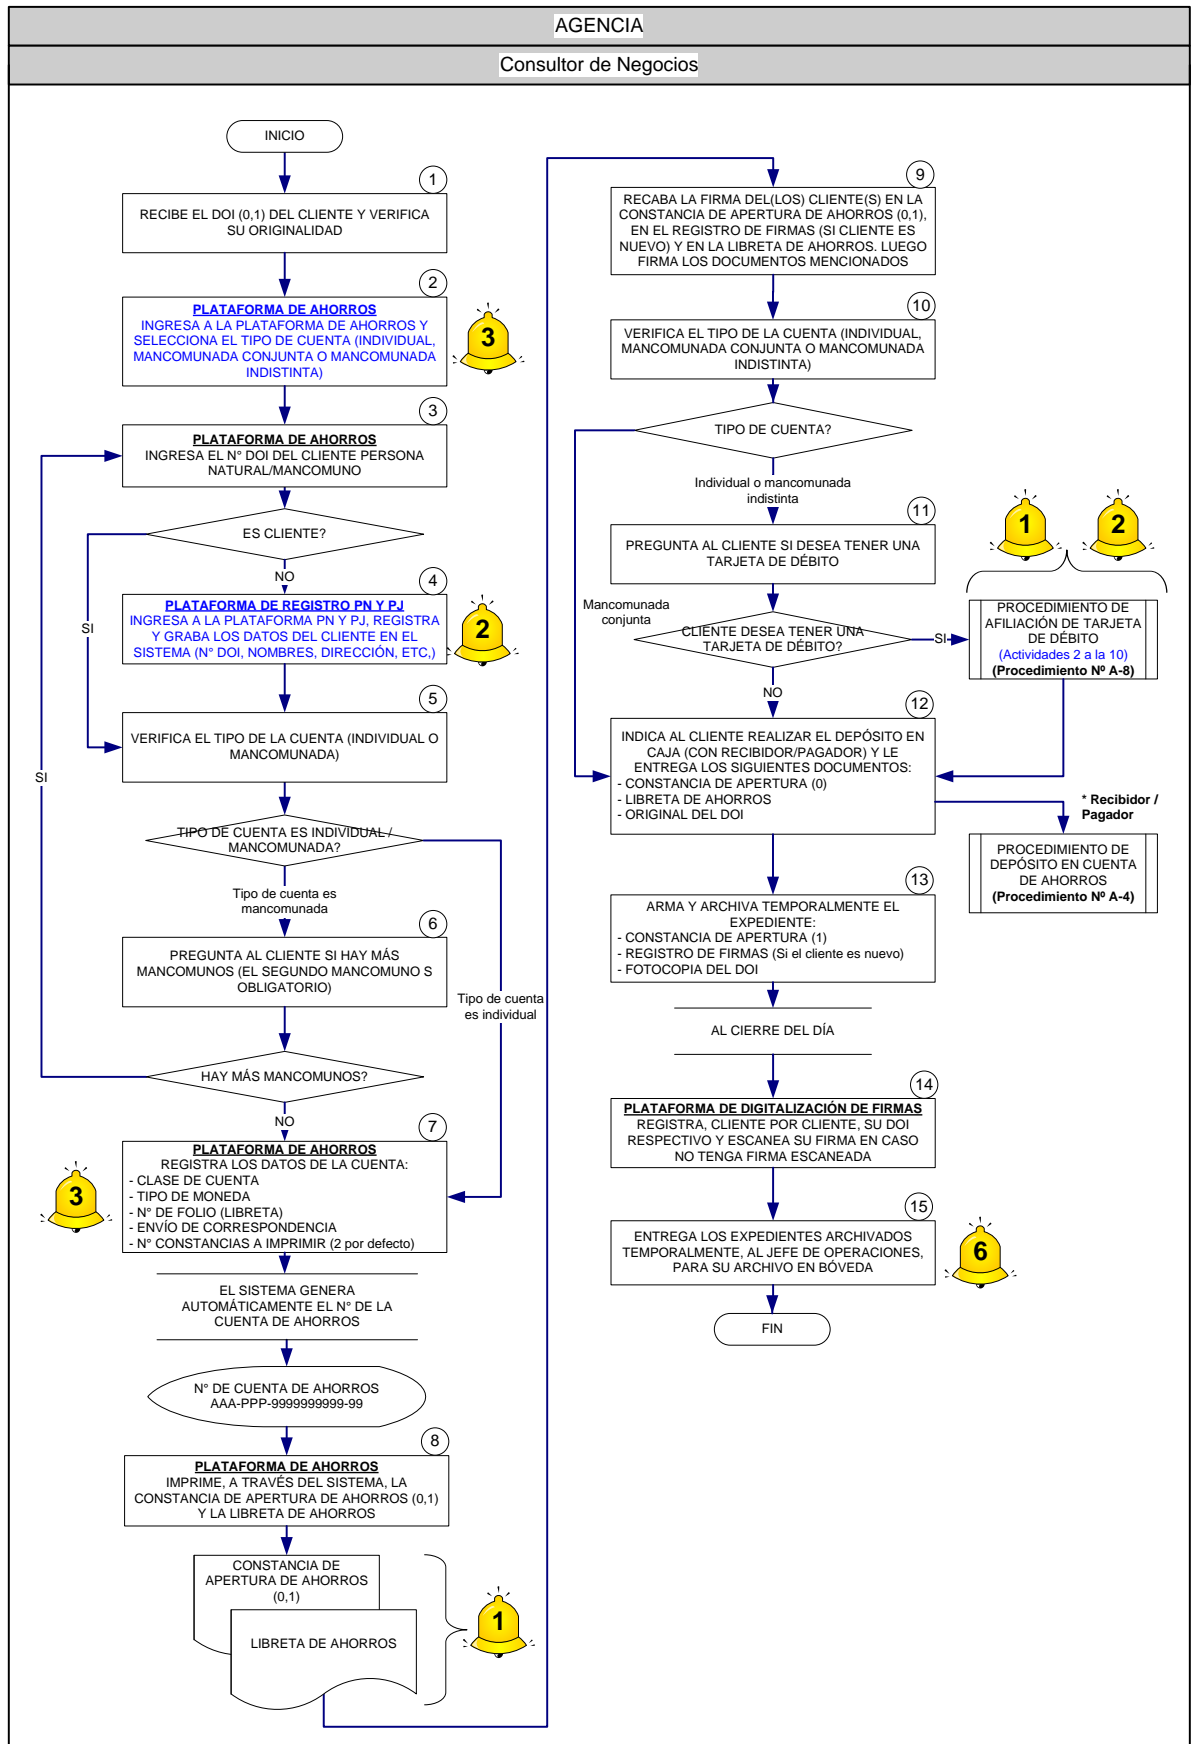 AGENCIA
Consultor de Negocios
INICIO
1
RECIBE EL DOI (0,1) DEL CLIENTE Y VERIFICA
SU ORIGINALIDAD
2
PLATAFORMA DE AHORROS
INGRESA A LA PLATAFORMA DE AHORROS Y
SELECCIONA EL TIPO DE CUENTA (INDIVIDUAL,
MANCOMUNADA CONJUNTA O MANCOMUNADA
INDISTINTA)
3
3
PLATAFORMA DE AHORROS
INGRESA EL N° DOI DEL CLIENTE PERSONA
NATURAL/MANCOMUNO
ES CLIENTE?
NO
SI
4
PLATAFORMA DE REGISTRO PN Y PJ
INGRESA A LA PLATAFORMA PN Y PJ, REGISTRA
Y GRABA LOS DATOS DEL CLIENTE EN EL
SISTEMA (N° DOI, NOMBRES, DIRECCIÓN, ETC,)
2
5
VERIFICA EL TIPO DE LA CUENTA (INDIVIDUAL O
MANCOMUNADA)
SI
TIPO DE CUENTA ES INDIVIDUAL /
MANCOMUNADA?
Tipo de cuenta es
mancomunada
6
PREGUNTA AL CLIENTE SI HAY MÁS
MANCOMUNOS (EL SEGUNDO MANCOMUNO S
OBLIGATORIO)
Tipo de cuenta
es individual
HAY MÁS MANCOMUNOS?
NO
7
PLATAFORMA DE AHORROS
REGISTRA LOS DATOS DE LA CUENTA:
- CLASE DE CUENTA
- TIPO DE MONEDA
- N° DE FOLIO (LIBRETA)
- ENVÍO DE CORRESPONDENCIA
- N° CONSTANCIAS A IMPRIMIR (2 por defecto)
3
EL SISTEMA GENERA
AUTOMÁTICAMENTE EL N° DE LA
CUENTA DE AHORROS
N° DE CUENTA DE AHORROS
AAA-PPP-9999999999-99
8
PLATAFORMA DE AHORROS
IMPRIME, A TRAVÉS DEL SISTEMA, LA
CONSTANCIA DE APERTURA DE AHORROS (0,1)
Y LA LIBRETA DE AHORROS
CONSTANCIA DE
APERTURA DE AHORROS
(0,1)
LIBRETA DE AHORROS
1
9
RECABA LA FIRMA DEL(LOS) CLIENTE(S) EN LA
CONSTANCIA DE APERTURA DE AHORROS (0,1),
EN EL REGISTRO DE FIRMAS (SI CLIENTE ES
NUEVO) Y EN LA LIBRETA DE AHORROS. LUEGO
FIRMA LOS DOCUMENTOS MENCIONADOS
10
VERIFICA EL TIPO DE LA CUENTA (INDIVIDUAL,
MANCOMUNADA CONJUNTA O MANCOMUNADA
INDISTINTA)
TIPO DE CUENTA?
Individual o mancomunada
indistinta
11
PREGUNTA AL CLIENTE SI DESEA TENER UNA
TARJETA DE DÉBITO
1
2
Mancomunada
conjunta
CLIENTE DESEA TENER UNA
TARJETA DE DÉBITO?
SI
PROCEDIMIENTO DE
AFILIACIÓN DE TARJETA
DE DÉBITO
(Actividades 2 a la 10)
(Procedimiento Nº A-8)
NO
12
INDICA AL CLIENTE REALIZAR EL DEPÓSITO EN
CAJA (CON RECIBIDOR/PAGADOR) Y LE
ENTREGA LOS SIGUIENTES DOCUMENTOS:
- CONSTANCIA DE APERTURA (0)
- LIBRETA DE AHORROS
- ORIGINAL DEL DOI
* Recibidor /
Pagador
PROCEDIMIENTO DE
DEPÓSITO EN CUENTA
DE AHORROS
(Procedimiento Nº A-4)
13
ARMA Y ARCHIVA TEMPORALMENTE EL
EXPEDIENTE:
- CONSTANCIA DE APERTURA (1)
- REGISTRO DE FIRMAS (Si el cliente es nuevo)
- FOTOCOPIA DEL DOI
AL CIERRE DEL DÍA
14
PLATAFORMA DE DIGITALIZACIÓN DE FIRMAS
REGISTRA, CLIENTE POR CLIENTE, SU DOI
RESPECTIVO Y ESCANEA SU FIRMA EN CASO
NO TENGA FIRMA ESCANEADA
15
ENTREGA LOS EXPEDIENTES ARCHIVADOS
TEMPORALMENTE, AL JEFE DE OPERACIONES,
PARA SU ARCHIVO EN BÓVEDA
6
FIN